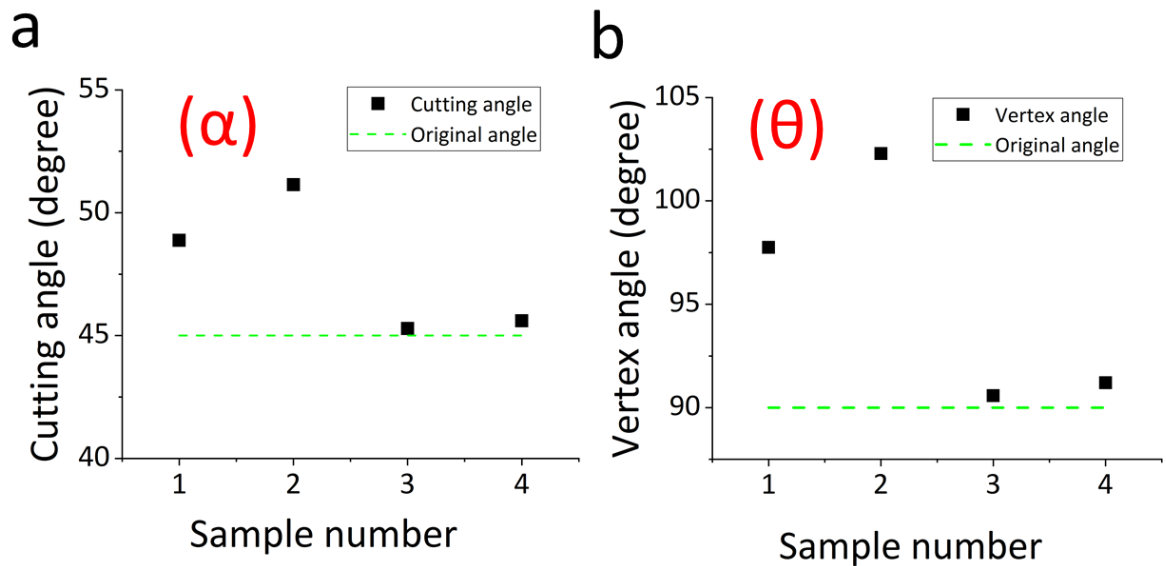 a
Cutting angle (degree)
55
50
45
40
(α)
Cutting angle
Original angle
1 2 3 4
Sample number
b
Vertex angle (degree)
105
100
95
90
(θ)
Vertex angle
Original angle
1 2 3 4
Sample number